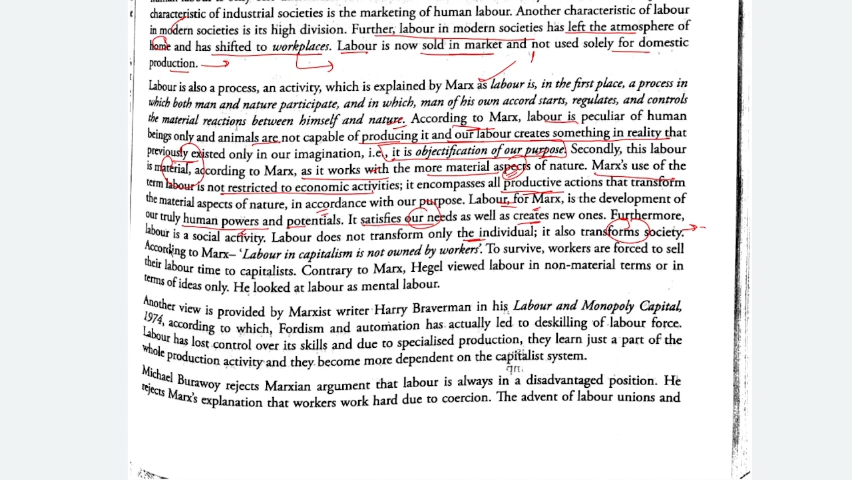 characteristic of industrial societies is the marketing of human labour. Another characteristic of labour
in modern societies is its high division. Further, labour in modern societies has left the atmosphere of
home and has shifted to workplaces. Labour is now sold in market and not used solely for domestic
production.
Labour is also a process, an activity, which is explained by Marx as labour is, in the first place, a process in
which both man and nature participate, and in which, man of his own accord starts, regulates, and controls
the material reactions between himself and nature. According to Marx, labour is peculiar of human
beings only and animals are not capable of producing it and our labour creates something in reality that
previously existed only in our imagination, i.e., it is objectification of our purpose. Secondly, this labour
is material, according to Marx, as it works with the more material aspects of nature. Marx's use of the
term labour is not restricted to economic activities; it encompasses all productive actions that transform
the material aspects of nature, in accordance with our purpose. Labour, for Marx, is the development of
our truly human powers and potentials. It satisfies our needs as well as creates new ones. Furthermore,
labour is a social activity. Labour does not transform only the individual; it also transforms society.
According to Marx– 'Labour in capitalism is not owned by workers'. To survive, workers are forced to sell
their labour time to capitalists. Contrary to Marx, Hegel viewed labour in non-material terms or in
terms of ideas only. He looked at labour as mental labour.
Another view is provided by Marxist writer Harry Braverman in his Labour and Monopoly Capital,
1974, according to which, Fordism and automation has actually led to deskilling of labour force.
Labour has lost control over its skills and due to specialised production, they learn just a part of the
whole production activity and they become more dependent on the capitalist system.
Michael Burawoy rejects Marxian argument that labour is always in a disadvantaged position. He
rejects Marx's explanation that workers work hard due to coercion. The advent of labour unions and